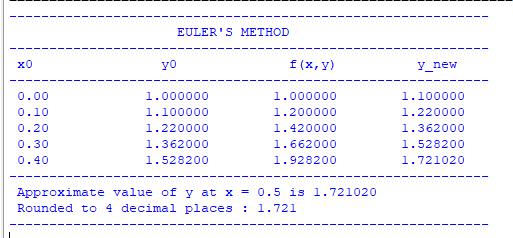 EULER'S METHOD
x0 y0 f(x,y) y_new
0.00 1.000000 1.000000 1.100000
0.10 1.100000 1.200000 1.220000
0.20 1.220000 1.420000 1.362000
0.30 1.362000 1.662000 1.528200
0.40 1.528200 1.928200 1.721020
Approximate value of y at x = 0.5 is 1.721020
Rounded to 4 decimal places : 1.721